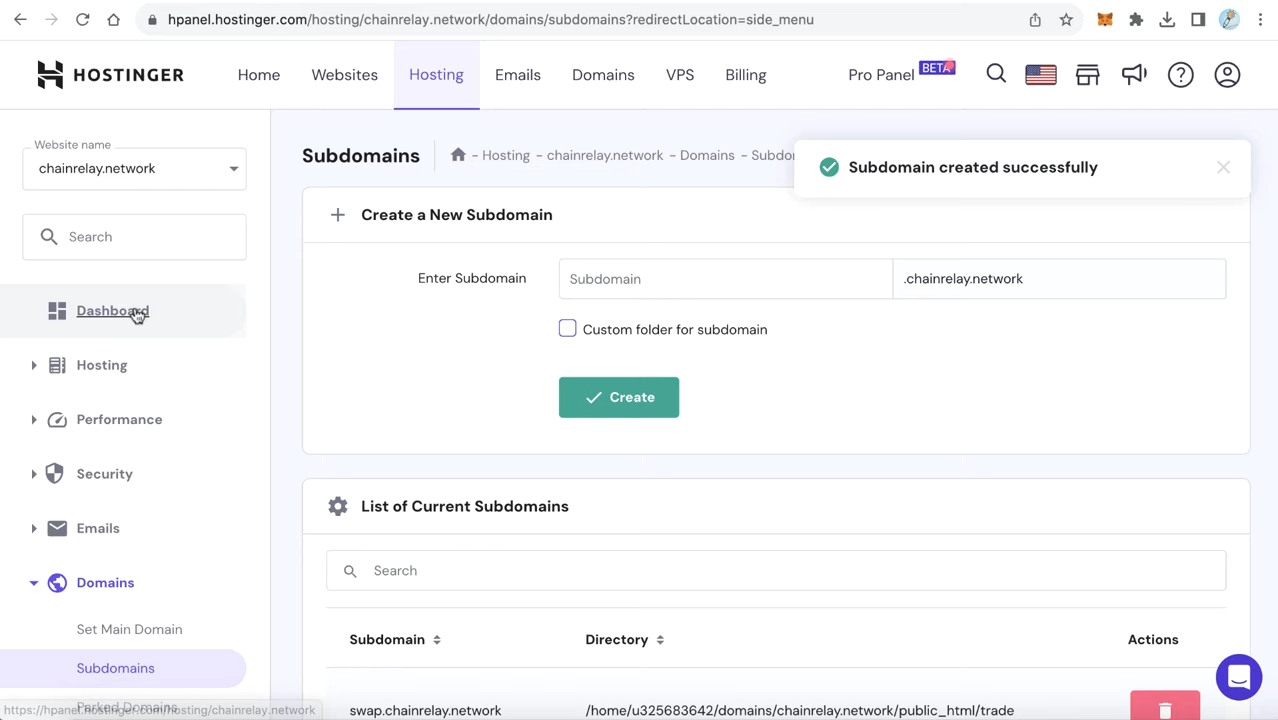 hpanel.hostinger.com/hosting/chainrelay.network/domains/subdomains?redirectLocation=side_menu
HOSTINGER
Home Websites Hosting Emails Domains VPS Billing Pro Panel BETA
Website name
chainrelay.network
Search
Dashboard
Hosting
Performance
Security
Emails
Domains
Set Main Domain
Subdomains
Parked Domains
https://hpanel.hostinger.com/hosting/chainrelay.network
Subdomains - Hosting - chainrelay.network - Domains -
Subdomain created successfully
Create a New Subdomain
Enter Subdomain Subdomain .chainrelay.network
Custom folder for subdomain
Create
List of Current Subdomains
Search
Subdomain Directory Actions
swap.chainrelay.network /home/u325683642/domains/chainrelay.network/public_html/trade